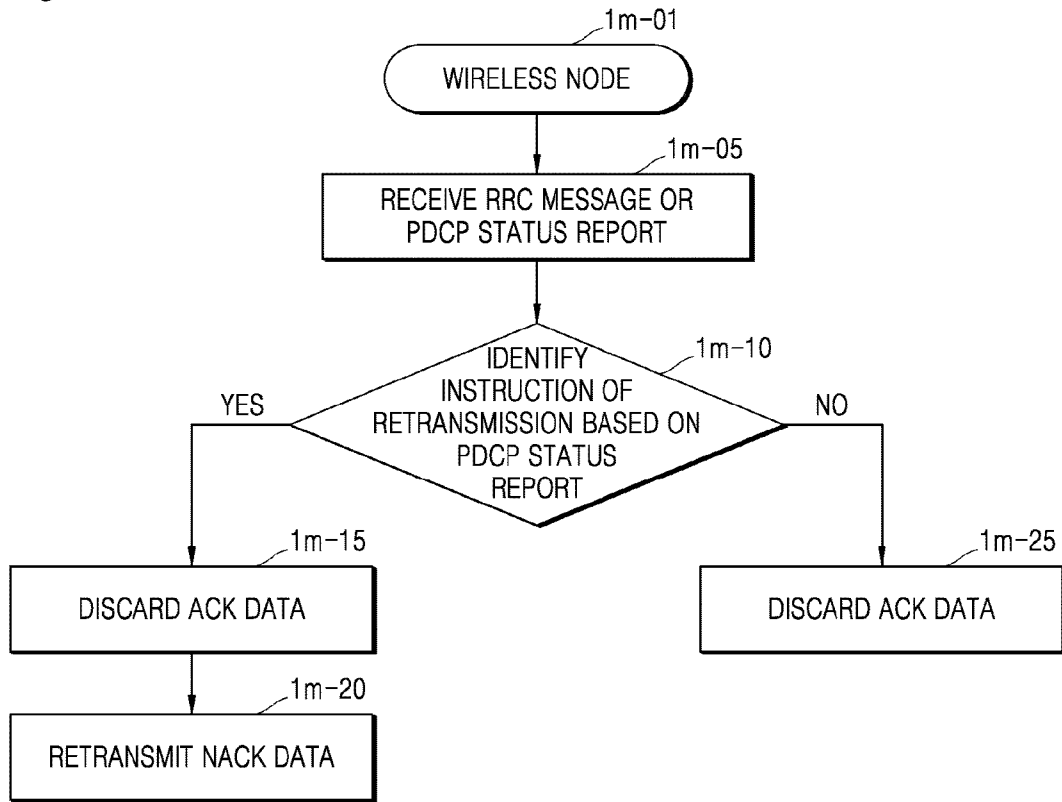 1m-01
WIRELESS NODE
1m-05
RECEIVE RRC MESSAGE OR
PDCP STATUS REPORT
1m-10
IDENTIFY
INSTRUCTION OF
RETRANSMISSION BASED ON
PDCP STATUS
REPORT
YES
NO
1m-15
DISCARD ACK DATA
1m-25
DISCARD ACK DATA
1m-20
RETRANSMIT NACK DATA